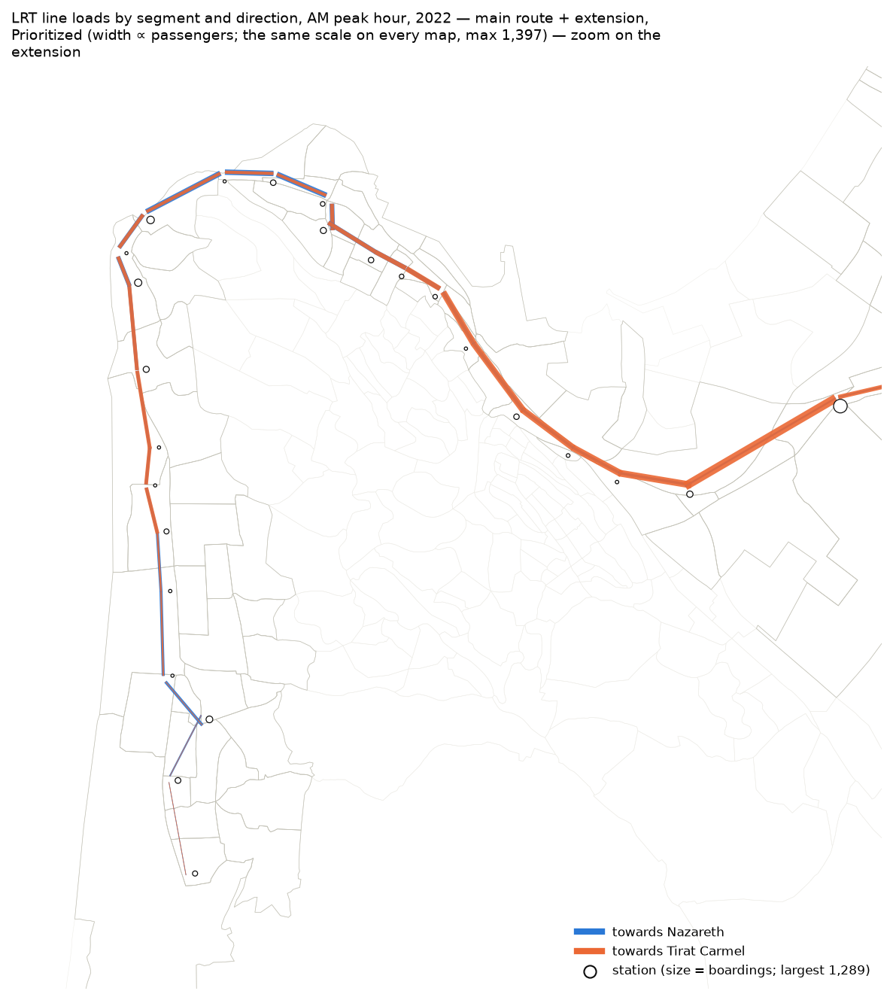 LRT line loads by segment and direction, AM peak hour, 2022 — main route + extension,
Prioritized (width ∝ passengers; the same scale on every map, max 1,397) — zoom on the
extension
towards Nazareth
towards Tirat Carmel
station (size = boardings; largest 1,289)